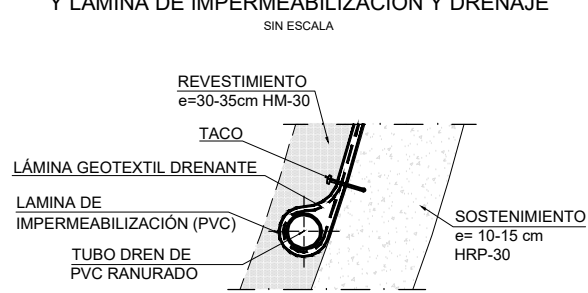 Y LAMINA DE IMPERMEABILIZACIÓN Y DRENAJE
SIN ESCALA
REVESTIMIENTO
e=30-35cm HM-30
TACO
LÁMINA GEOTEXTIL DRENANTE
LAMINA DE
IMPERMEABILIZACIÓN (PVC)
TUBO DREN DE
PVC RANURADO
SOSTENIMIENTO
e= 10-15 cm
HRP-30